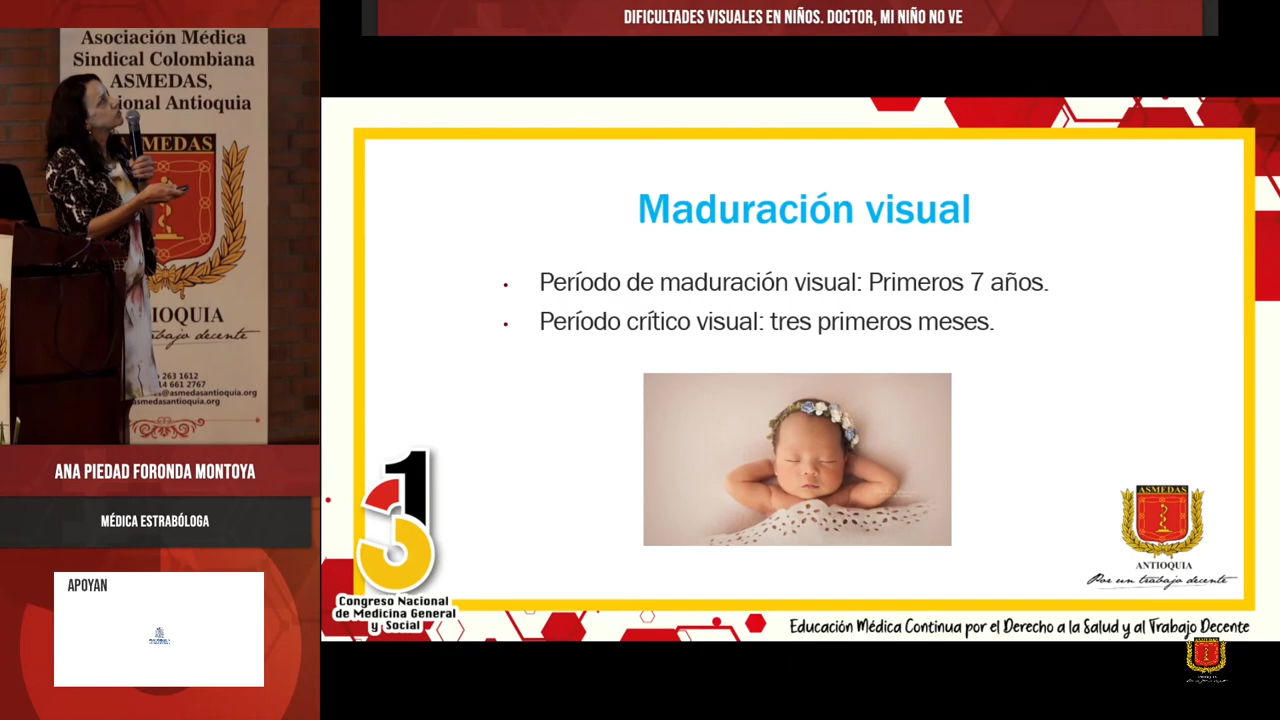 DIFICULTADES VISUALES EN NIÑOS. DOCTOR, MI NIÑO NO VE
Asociación Médica
Sindical Colombiana
ASMEDAS,
ional Antioquia
MEDAS
IOQUIA
trabajo decente
263 1612
14 661 2767
s@asmedasantioquia.org
asmedasantioquia.org
ANA PIEDAD FORONDA MONTOYA
MÉDICA ESTRABÓLOGA
APOYAN
Maduración visual
• Período de maduración visual: Primeros 7 años.
• Período crítico visual: tres primeros meses.
31
Congreso Nacional
de Medicina General
y Social
ASMEDAS
ANTIOQUIA
Por un trabajo decente
Educación Médica Continua por el Derecho a la Salud y al Trabajo Decente